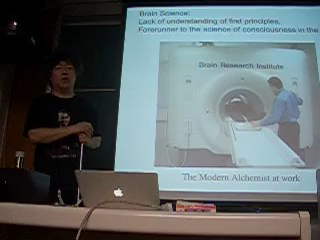 Brain Science:
Lack of understanding of first principles.
Forerunner to the science of consciousness in the
Brain Research Institute
The Modern Alchemist at work